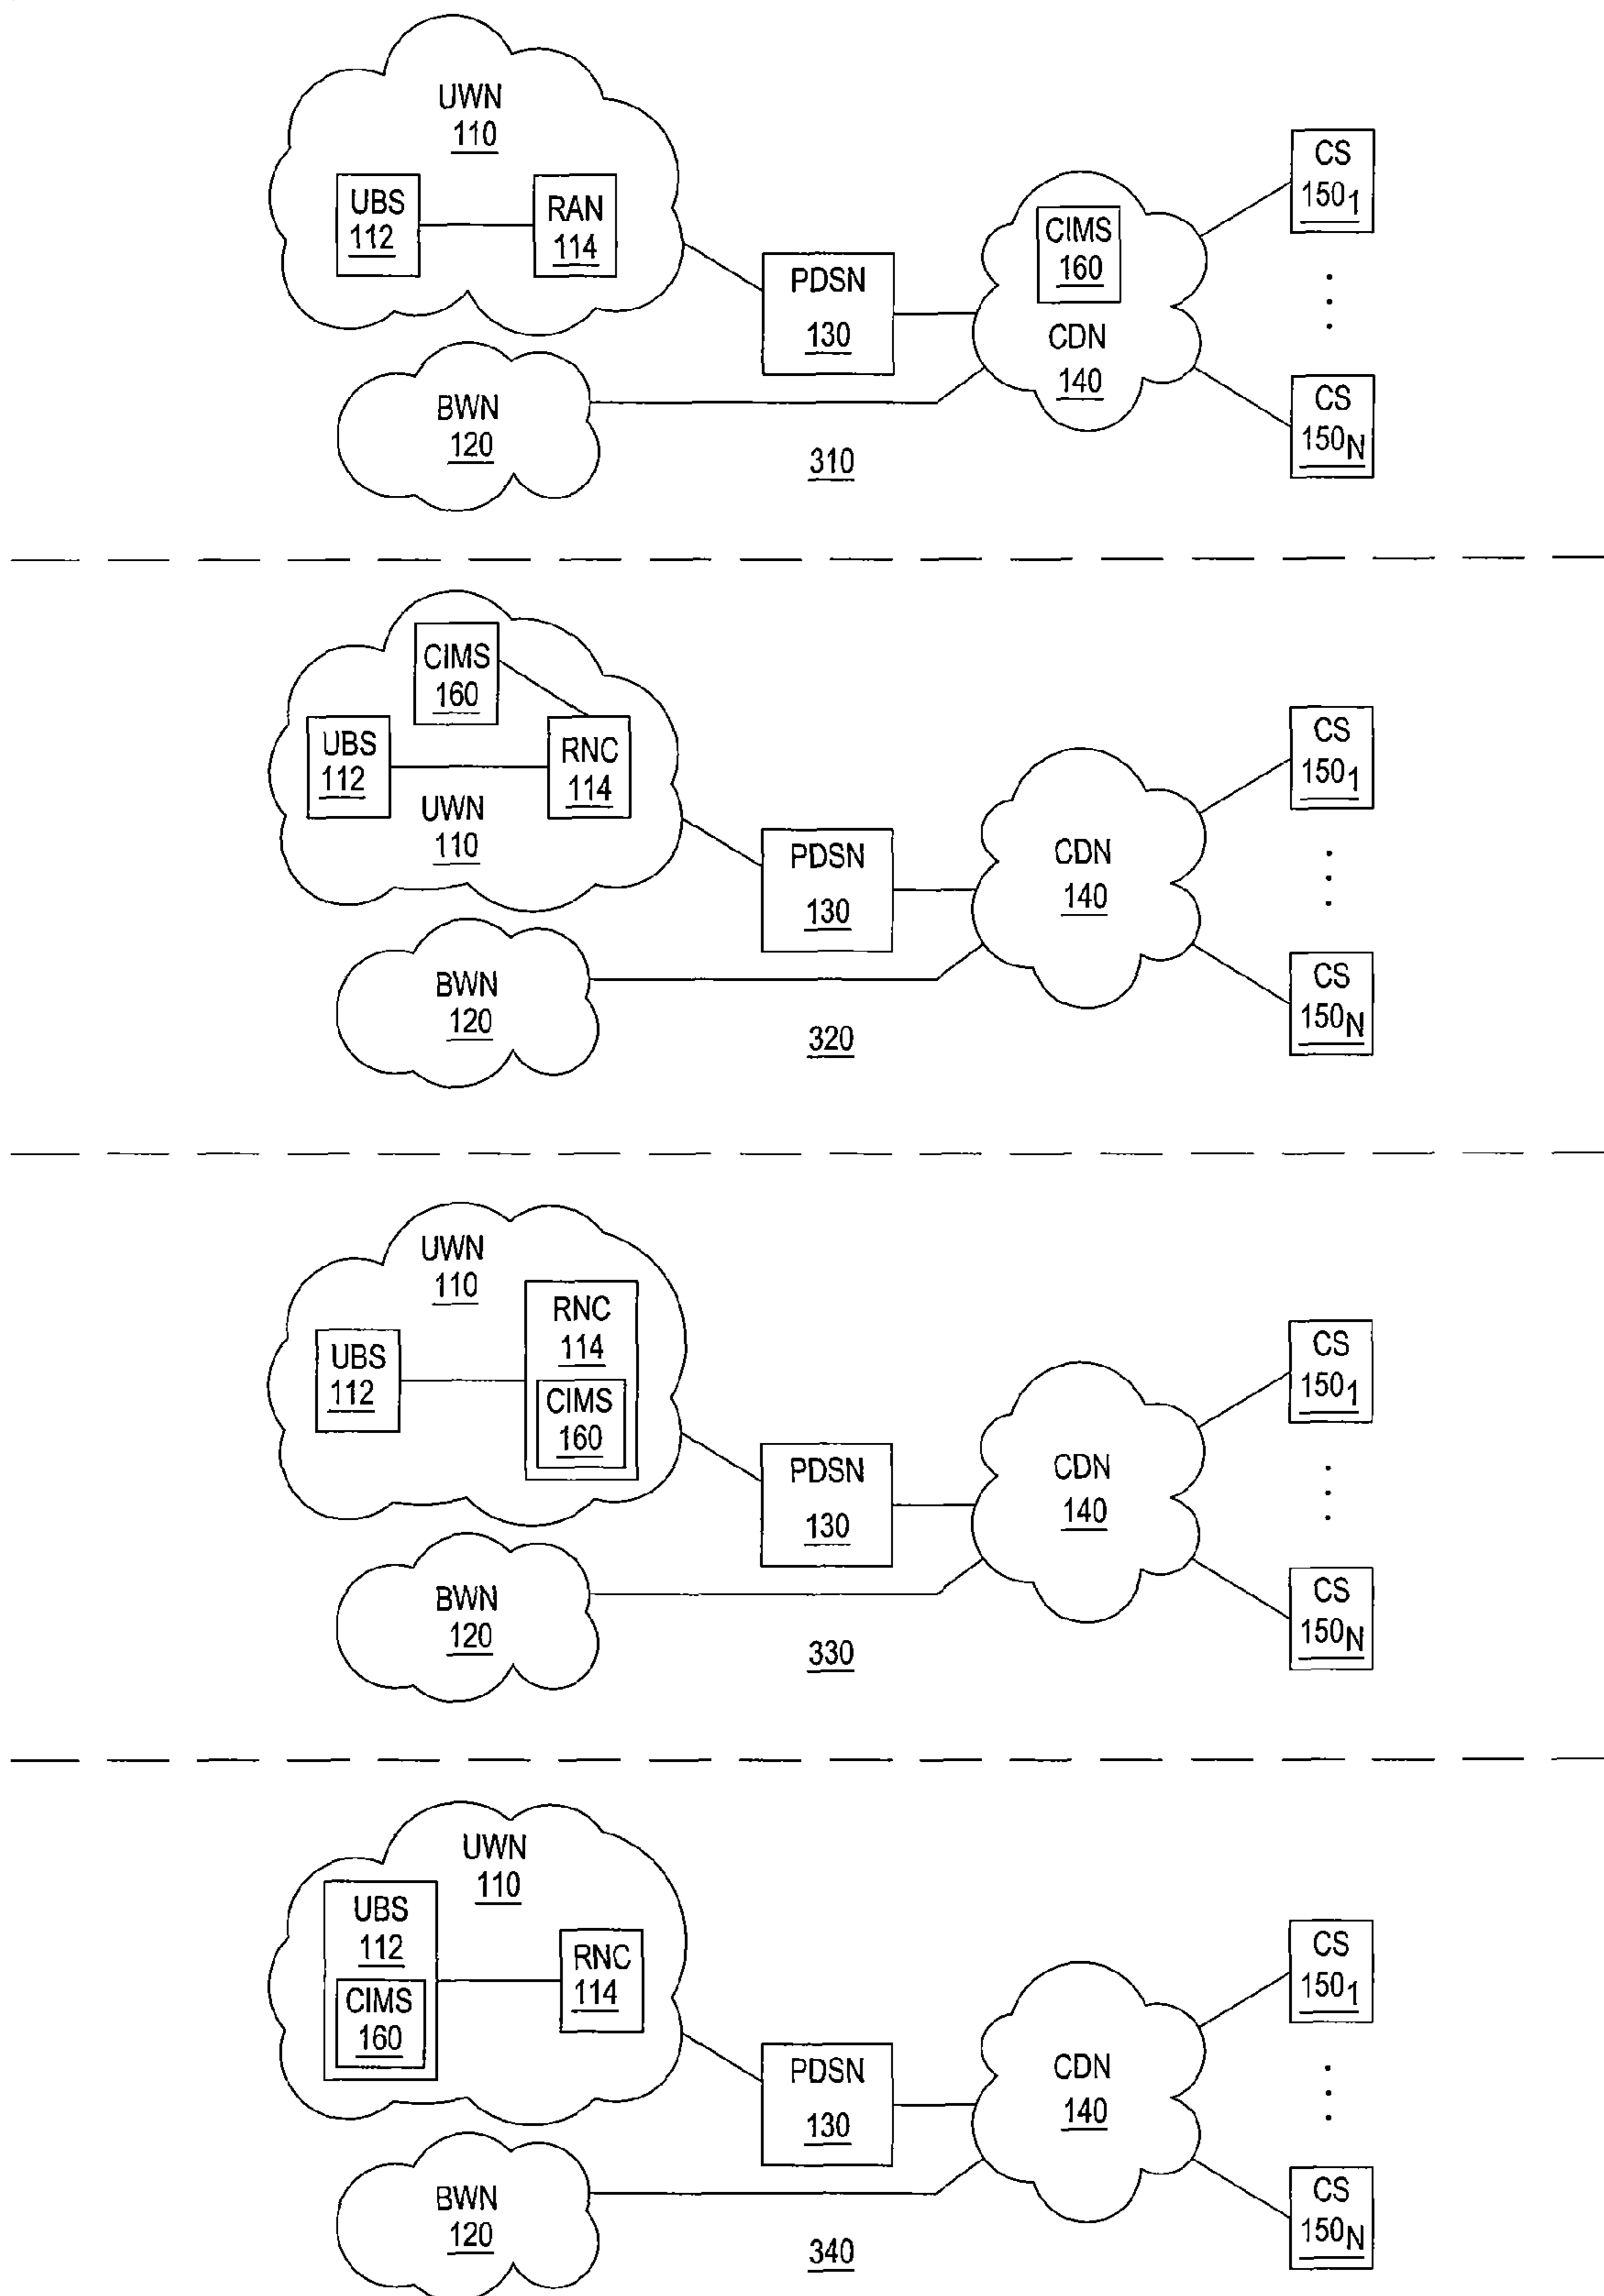 UWN
110
UBS
112
RAN
114
PDSN
130
CIMS
160
CDN
140
CS
150₁
CS
150N
BWN
120
310
CIMS
160
UBS
112
RNC
114
UWN
110
PDSN
130
CDN
140
CS
150₁
CS
150N
BWN
120
320
UWN
110
UBS
112
RNC
114
CIMS
160
PDSN
130
CDN
140
CS
150₁
CS
150N
BWN
120
330
UWN
110
UBS
112
CIMS
160
RNC
114
PDSN
130
CDN
140
CS
150₁
CS
150N
BWN
120
340